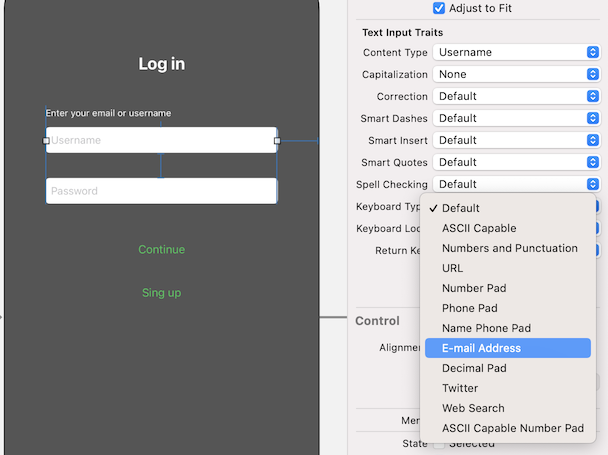 Log in
Enter your email or username
Username
Password
Continue
Sing up
Adjust to Fit
Text Input Traits
Content Type Username
Capitalization None
Correction Default
Smart Dashes Default
Smart Insert Default
Smart Quotes Default
Spell Checking Default
Keyboard Typ
Keyboard Loo
Return Ke
✓ Default
ASCII Capable
Numbers and Punctuation
URL
Number Pad
Phone Pad
Name Phone Pad
E-mail Address
Decimal Pad
Twitter
Web Search
ASCII Capable Number Pad
Control
Alignme
Me
State Selected